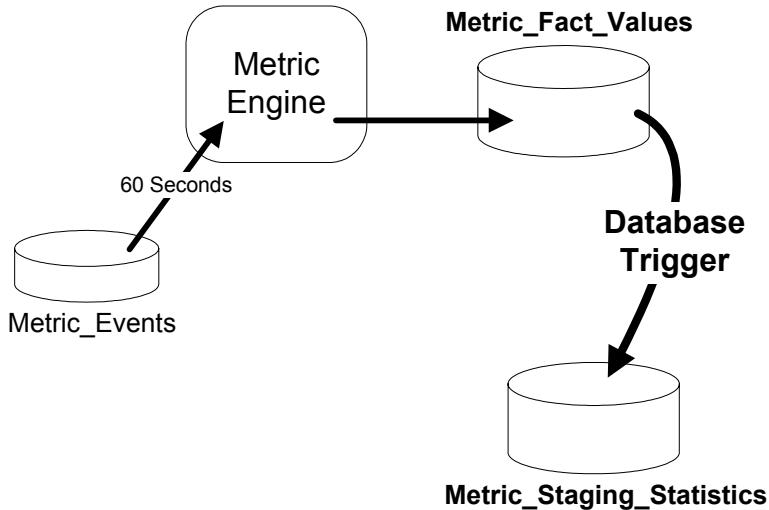 Metric_Fact_Values
Metric
Engine
60 Seconds
Database
Trigger
Metric_Events
Metric_Staging_Statistics